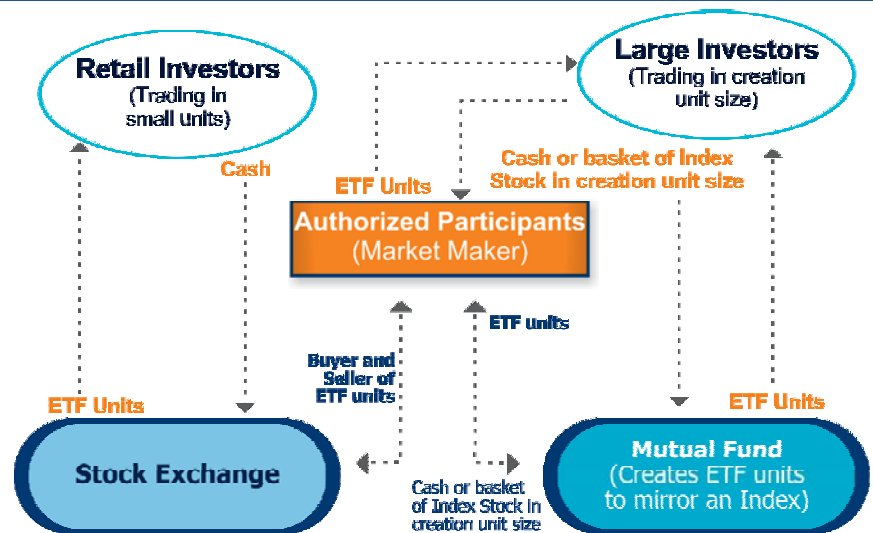 Retail Investors
(Trading in
small units)
Large Investors
(Trading in creation
unit size)
Cash
ETF Units
Cash or basket of Index
Stock in creation unit size
Authorized Participants
(Market Maker)
ETF units
Buyer and
Seller of
ETF units
ETF Units
ETF Units
Stock Exchange
Mutual Fund
(Creates ETF units
to mirror an Index)
Cash or basket
of Index Stock in
creation unit size